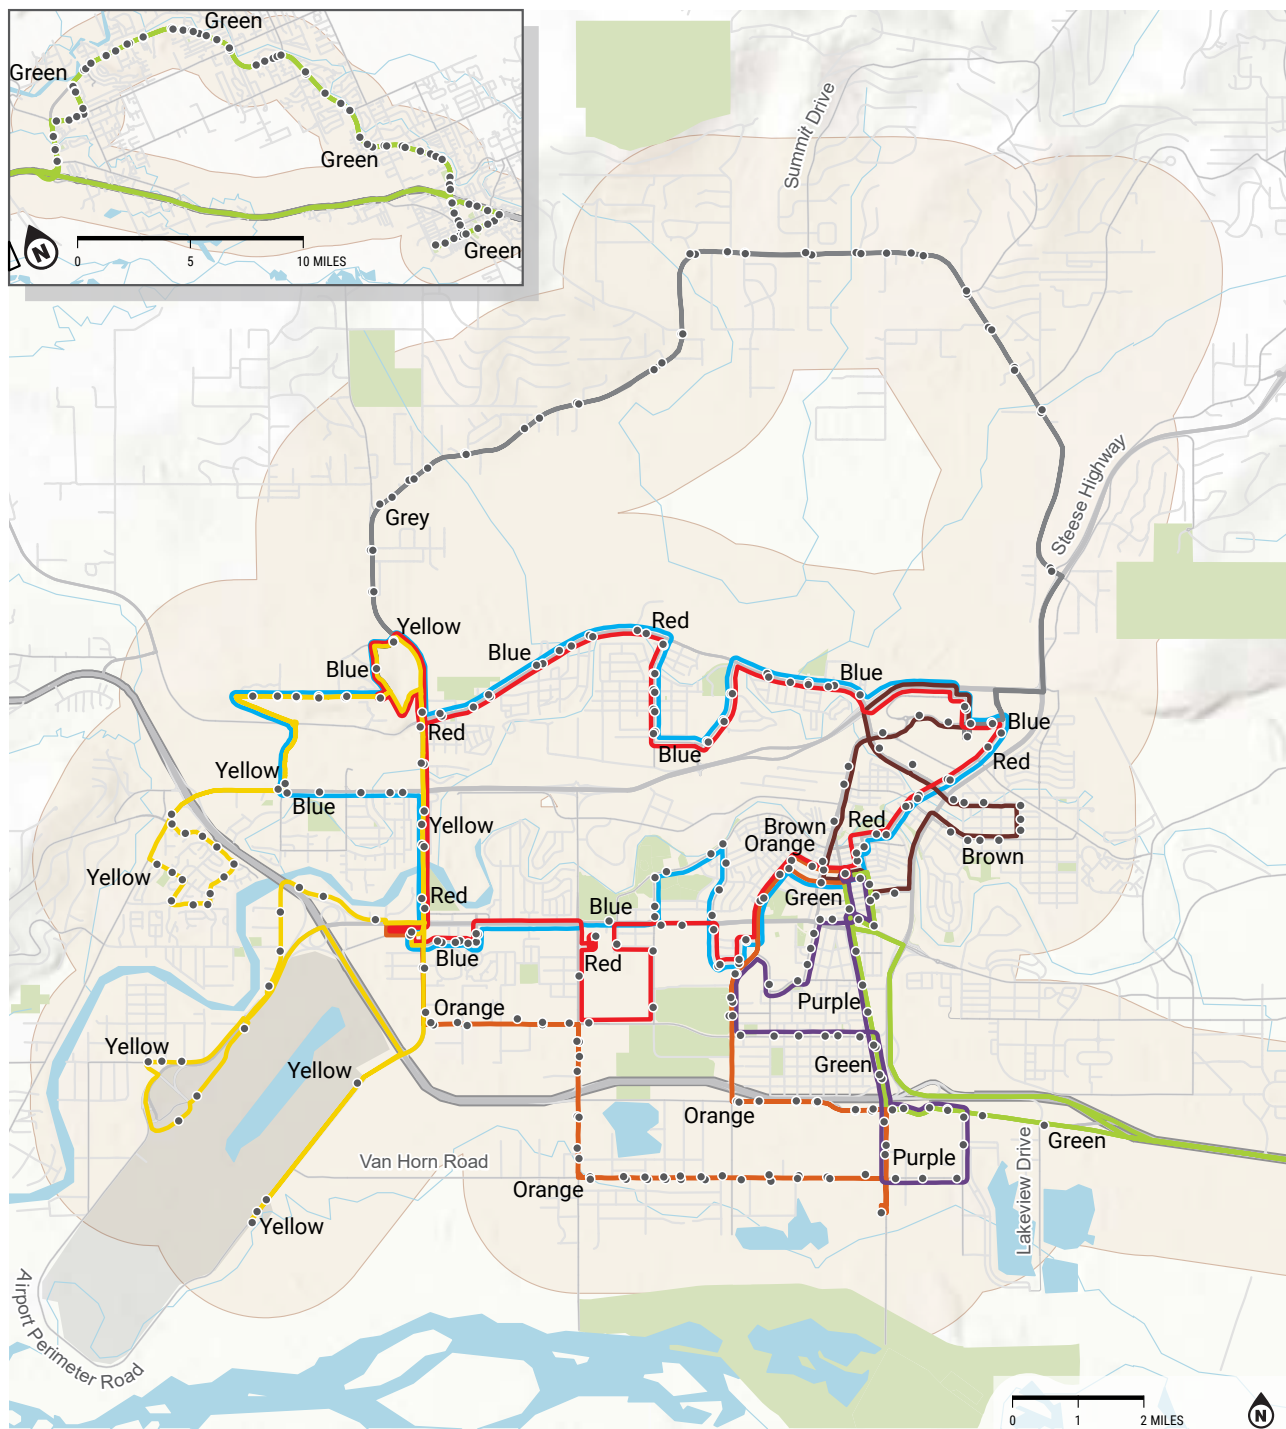 Green
Green
Green
Green
N
0 5 10 MILES
Summit Drive
Steese Highway
Grey
Yellow
Red
Blue
Blue
Blue
Red
Blue
Blue
Red
Yellow
Blue
Yellow
Brown
Red
Orange
Brown
Yellow
Red
Green
Blue
Blue
Red
Purple
Orange
Yellow
Yellow
Green
Orange
Green
Van Horn Road
Purple
Orange
Lakeview Drive
Yellow
Airport Perimeter Road
0 1 2 MILES
N